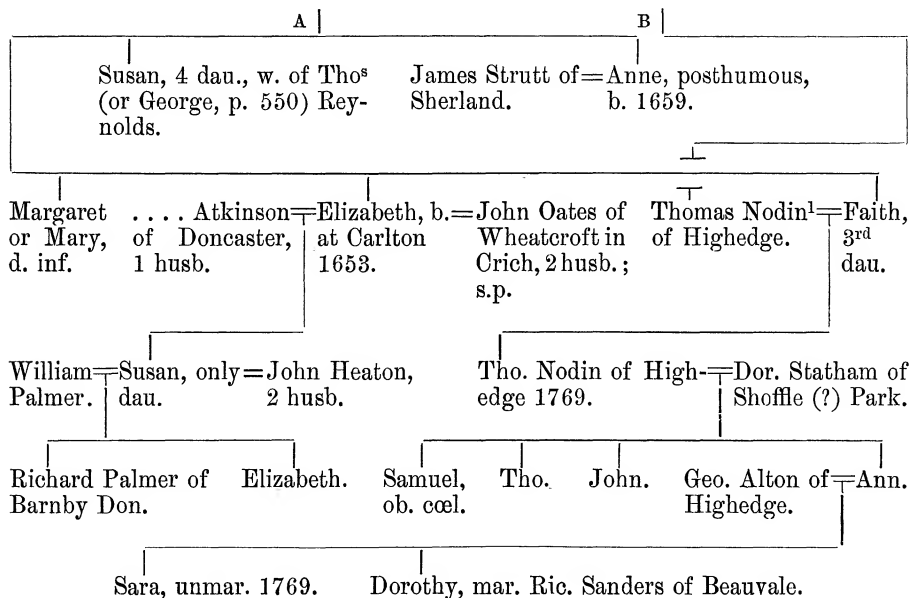 A B
Susan, 4 dau., w. of Thoˢ
(or George, p. 550) Rey-
nolds.
James Strutt of=Anne, posthumous,
Sherland. b. 1659.
Margaret
or Mary,
d. inf.
.... Atkinson=Elizabeth, b.=John Oates of
of Doncaster, at Carlton Wheatcroft in
1 husb. 1653. Crich, 2 husb.;
s.p.
Thomas Nodin¹=Faith,
of Highedge. 3ʳᵈ
dau.
William=Susan, only=John Heaton,
Palmer. dau. 2 husb.
Tho. Nodin of High-=Dor. Statham of
edge 1769. Shoffle (?) Park.
Richard Palmer of
Barnby Don.
Elizabeth.
Samuel,
ob. cœl.
Tho.
John.
Geo. Alton of=Ann.
Highedge.
Sara, unmar. 1769.
Dorothy, mar. Ric. Sanders of Beauvale.